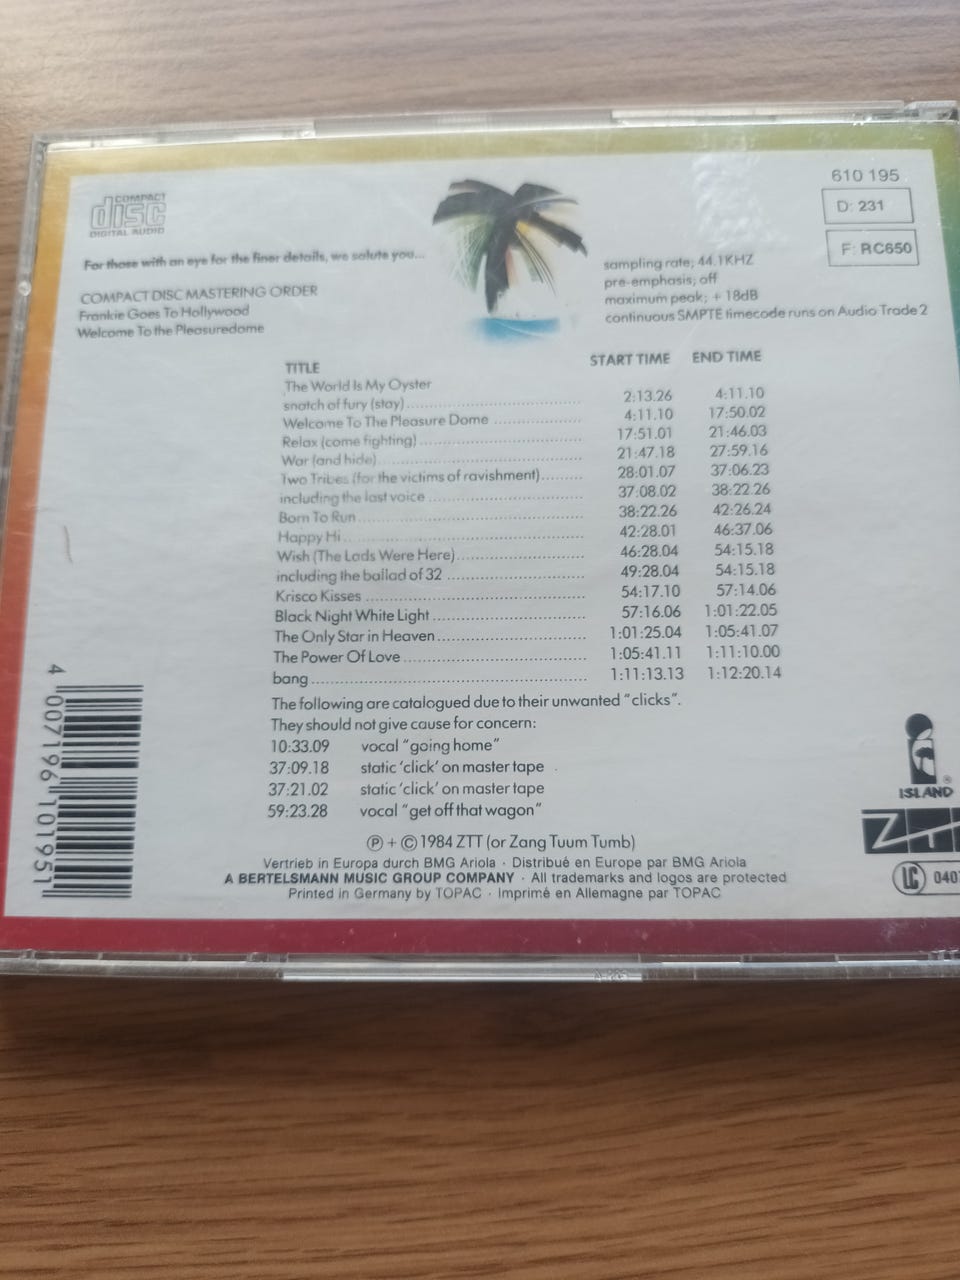 COMPACT
disc
DIGITAL AUDIO
610 195
D: 231
F: RC650
For those with an eye for the finer details, we salute you...
COMPACT DISC MASTERING ORDER
Frankie Goes To Hollywood
Welcome To the Pleasuredome
sampling rate; 44.1KHZ
pre-emphasis; off
maximum peak; + 18dB
continuous SMPTE timecode runs on Audio Trade 2
TITLE START TIME END TIME
The World Is My Oyster
snatch of fury (stay) 2:13.26 4:11.10
Welcome To The Pleasure Dome 4:11.10 17:50.02
Relax (come fighting) 17:51.01 21:46.03
War (and hide) 21:47.18 27:59.16
Two Tribes (for the victims of ravishment) 28:01.07 37:06.23
including the last voice 37:08.02 38:22.26
Born To Run 38:22.26 42:26.24
Happy Hi 42:28.01 46:37.06
Wish (The Lads Were Here) 46:28.04 54:15.18
including the ballad of 32 49:28.04 54:15.18
Krisco Kisses 54:17.10 57:14.06
Black Night White Light 57:16.06 1:01:22.05
The Only Star in Heaven 1:01:25.04 1:05:41.07
The Power Of Love 1:05:41.11 1:11:10.00
bang 1:11:13.13 1:12:20.14
The following are catalogued due to their unwanted "clicks".
They should not give cause for concern:
10:33.09 vocal "going home"
37:09.18 static 'click' on master tape
37:21.02 static 'click' on master tape
59:23.28 vocal "get off that wagon"
Ⓟ + © 1984 ZTT (or Zang Tuum Tumb)
Vertrieb in Europa durch BMG Ariola · Distribué en Europe par BMG Ariola
A BERTELSMANN MUSIC GROUP COMPANY · All trademarks and logos are protected
Printed in Germany by TOPAC · Imprimé en Allemagne par TOPAC
4 007196 101951
ISLAND®
ZT
LC 040